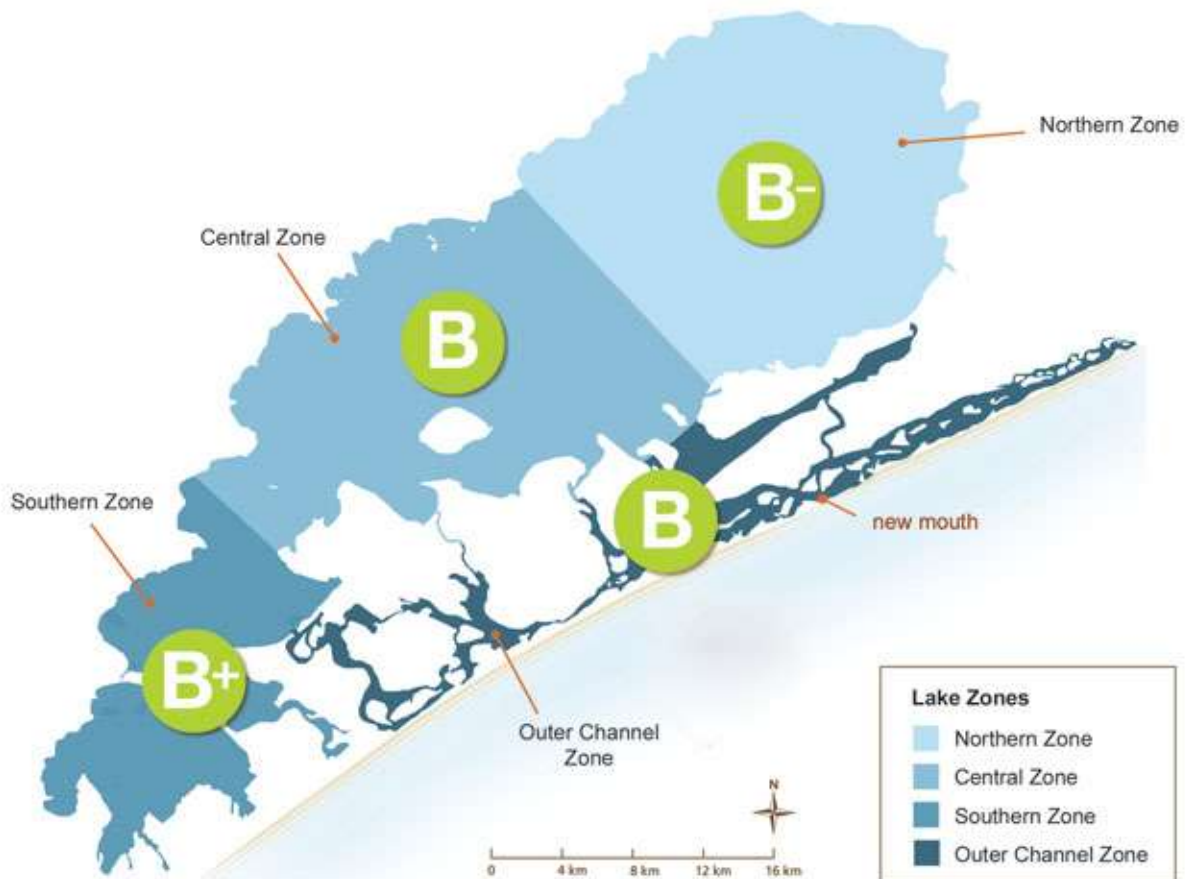 Northern Zone
B-
Central Zone
B
Southern Zone
B
new mouth
B+
Outer Channel
Zone
Lake Zones
Northern Zone
Central Zone
Southern Zone
Outer Channel Zone
N
0 4 km 8 km 12 km 16 km